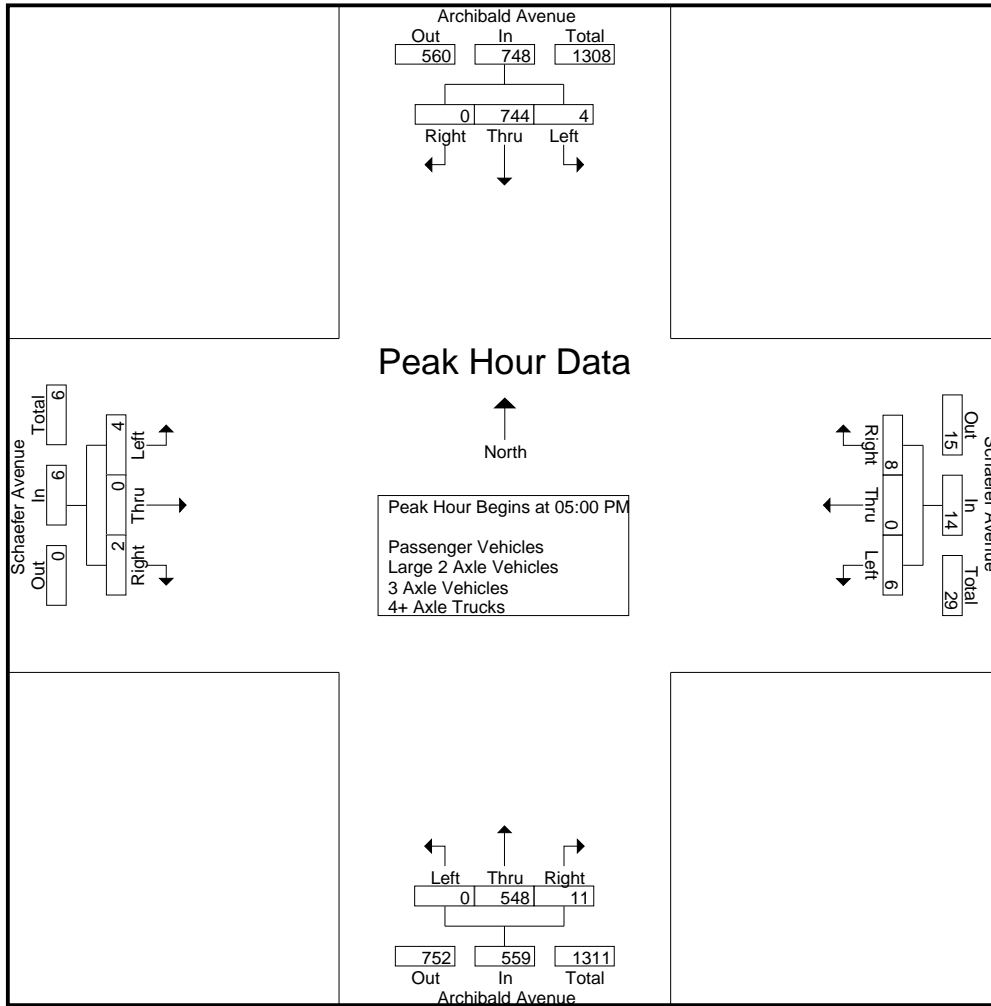 Archibald Avenue
Out In Total
560 748 1308
0 744 4
Right Thru Left
Peak Hour Data
North
Peak Hour Begins at 05:00 PM
Passenger Vehicles
Large 2 Axle Vehicles
3 Axle Vehicles
4+ Axle Trucks
Schaefer Avenue
Out In Total
0 6 6
Right Thru Left
2 0 4
Schaefer Avenue
Out In Total
15 14 29
Right Thru Left
8 0 6
Left Thru Right
0 548 11
752 559 1311
Out In Total
Archibald Avenue